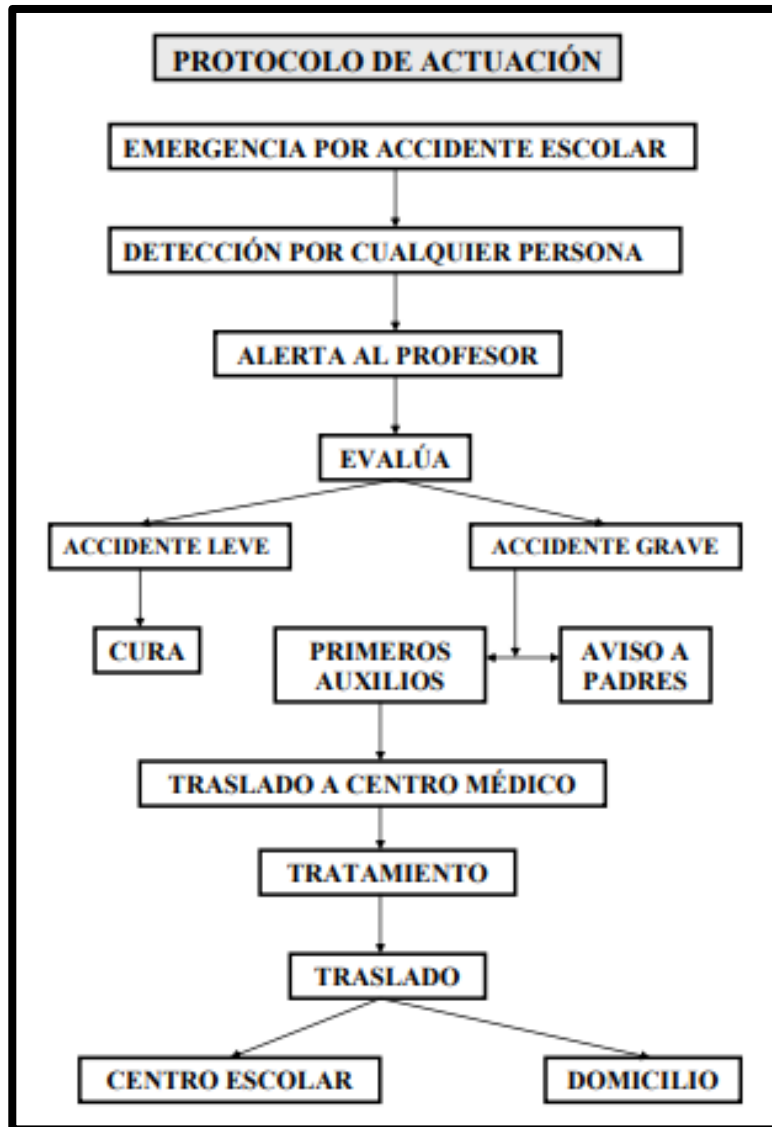 PROTOCOLO DE ACTUACIÓN
EMERGENCIA POR ACCIDENTE ESCOLAR
DETECCIÓN POR CUALQUIER PERSONA
ALERTA AL PROFESOR
EVALÚA
ACCIDENTE LEVE
ACCIDENTE GRAVE
CURA
PRIMEROS
AUXILIOS
AVISO A
PADRES
TRASLADO A CENTRO MÉDICO
TRATAMIENTO
TRASLADO
CENTRO ESCOLAR
DOMICILIO